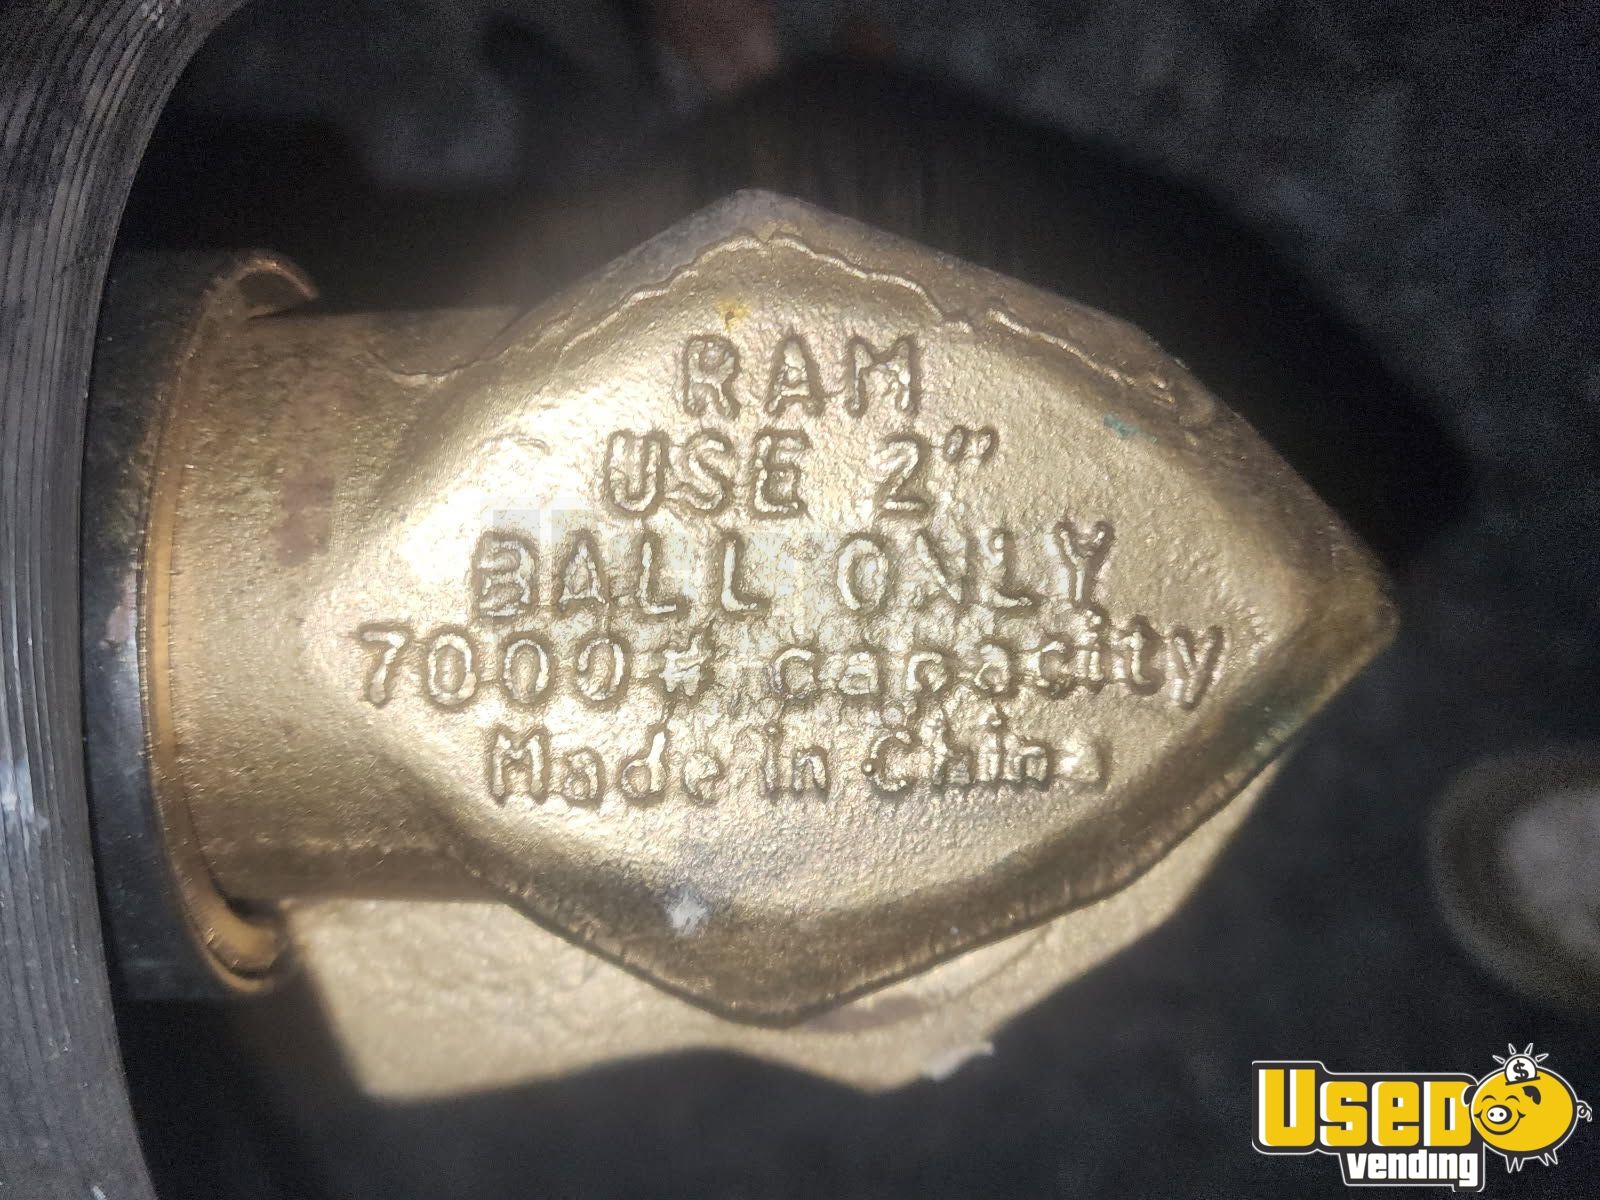 RAM
USE 2"
BALL ONLY
7000# capacity
Made in China
USED
vending